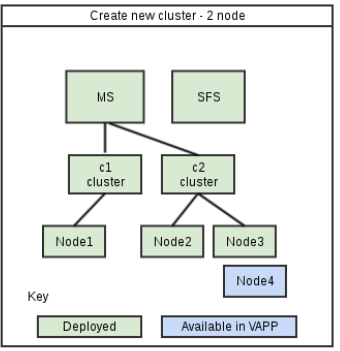 Create new cluster - 2 node
MS
SFS
c1
cluster
c2
cluster
Node1
Node2
Node3
Node4
Key
Deployed
Available in VAPP